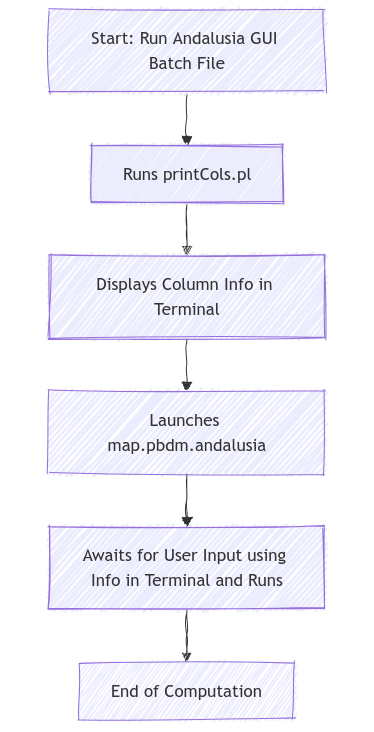 Start: Run Andalusia GUI
Batch File
Runs printCols.pl
Displays Column Info in
Terminal
Launches
map.pbdm.andalusia
Awaits for User Input using
Info in Terminal and Runs
End of Computation